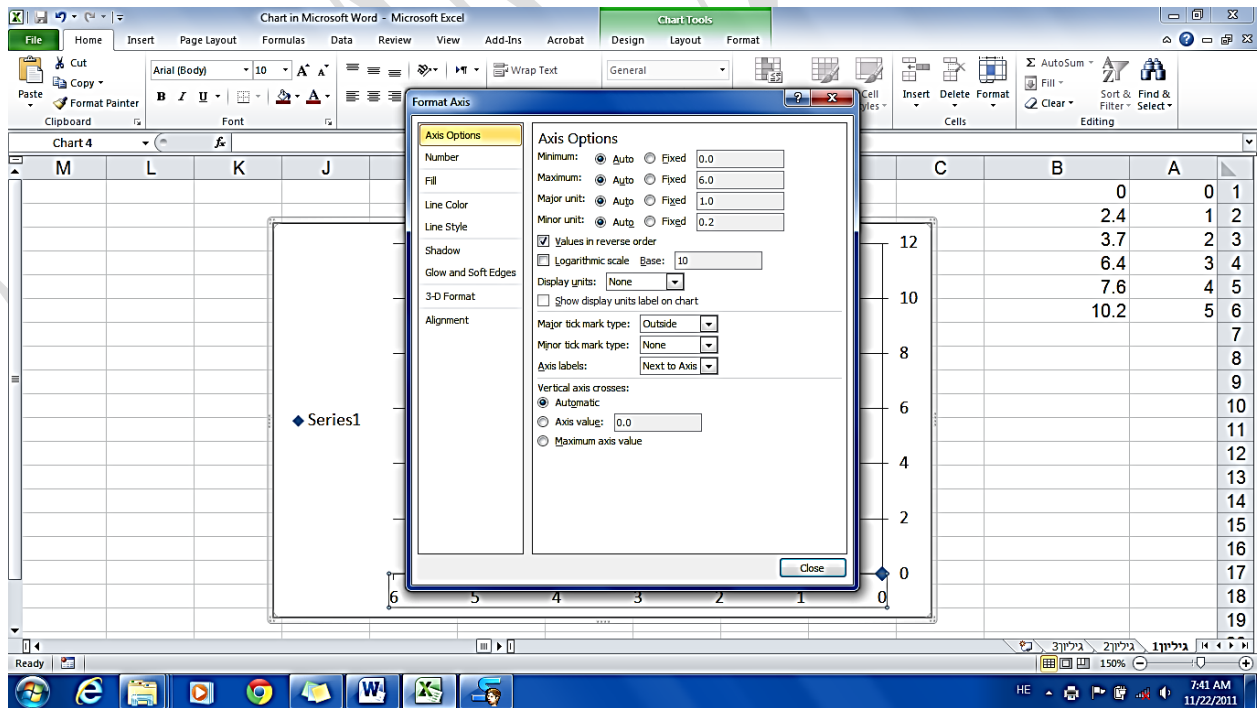 Chart in Microsoft Word - Microsoft Excel
Chart Tools
File Home Insert Page Layout Formulas Data Review View Add-Ins Acrobat Design Layout Format
Paste
Cut
Copy
Format Painter
Clipboard
Arial (Body) 10
B I U
Font
Wrap Text
General
Cell
Insert Delete Format
Cells
Σ AutoSum
Fill
Clear
Sort & Filter
Find & Select
Editing
Chart 4
fx
M L K J C B A
0 0 1
2.4 1 2
3.7 2 3
6.4 3 4
7.6 4 5
10.2 5 6
7
8
9
10
11
12
13
14
15
16
17
18
19
Series1
12
10
8
6
4
2
0
6 5 4 3 2 1 0
Format Axis
Axis Options
Number
Fill
Line Color
Line Style
Shadow
Glow and Soft Edges
3-D Format
Alignment
Axis Options
Minimum: Auto Fixed 0.0
Maximum: Auto Fixed 6.0
Major unit: Auto Fixed 1.0
Minor unit: Auto Fixed 0.2
Values in reverse order
Logarithmic scale Base: 10
Display units: None
Show display units label on chart
Major tick mark type: Outside
Minor tick mark type: None
Axis labels: Next to Axis
Vertical axis crosses:
Automatic
Axis value: 0.0
Maximum axis value
Close
גיליון1 גיליון2 גיליון3
Ready
150%
HE
7:41 AM
11/22/2011